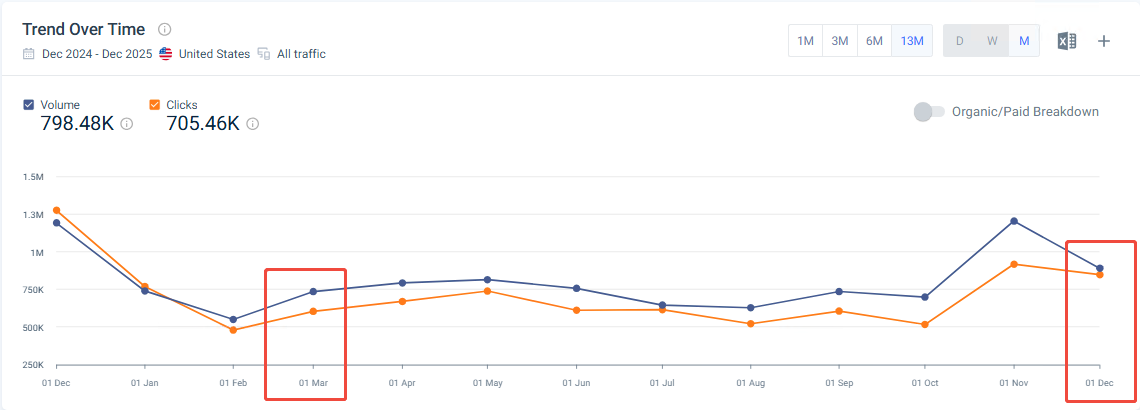 Trend Over Time
Dec 2024 - Dec 2025 United States All traffic
1M 3M 6M 13M D W M
Volume Clicks
798.48K 705.46K
Organic/Paid Breakdown
1.5M
1.3M
1M
750K
500K
250K
01 Dec 01 Jan 01 Feb 01 Mar 01 Apr 01 May 01 Jun 01 Jul 01 Aug 01 Sep 01 Oct 01 Nov 01 Dec